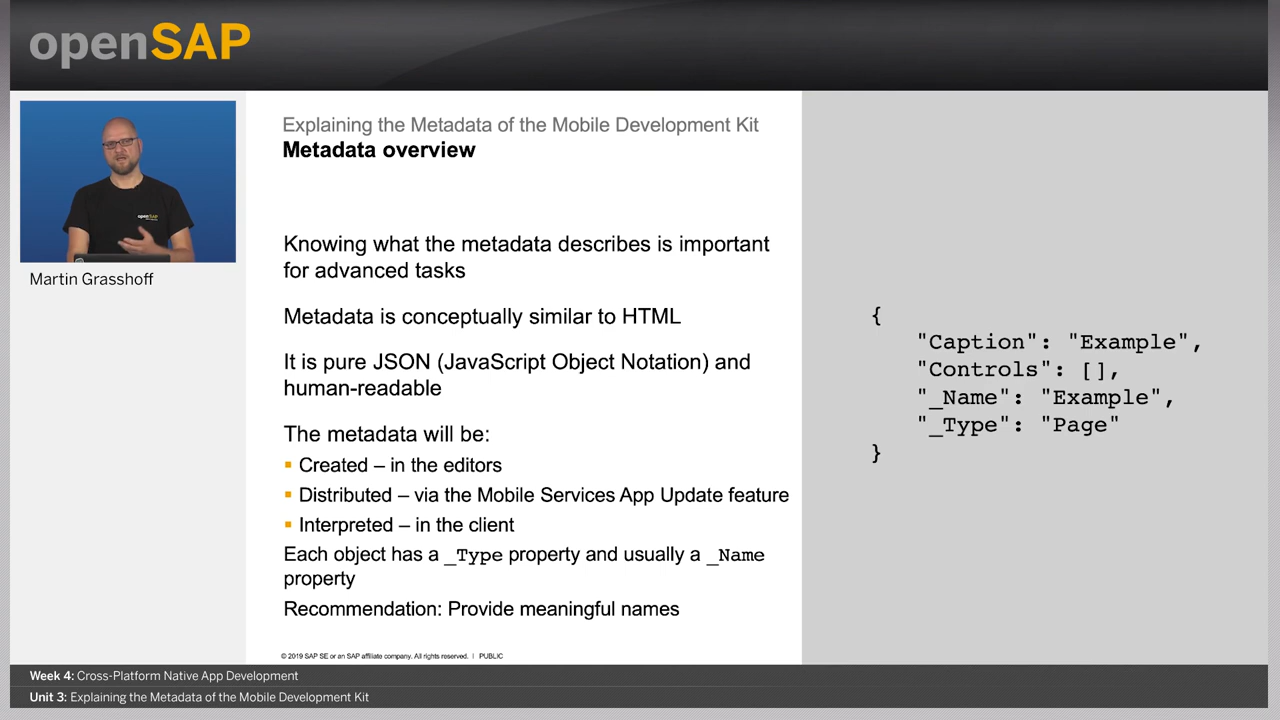 openSAP
Explaining the Metadata of the Mobile Development Kit
Metadata overview
openSAP
Martin Grasshoff
Knowing what the metadata describes is important
for advanced tasks
Metadata is conceptually similar to HTML
It is pure JSON (JavaScript Object Notation) and
human-readable
The metadata will be:
Created – in the editors
Distributed – via the Mobile Services App Update feature
Interpreted – in the client
Each object has a _Type property and usually a _Name
property
Recommendation: Provide meaningful names
{
"Caption": "Example",
"Controls": [],
"_Name": "Example",
"_Type": "Page"
}
© 2019 SAP SE or an SAP affiliate company. All rights reserved. | PUBLIC
Week 4: Cross-Platform Native App Development
Unit 3: Explaining the Metadata of the Mobile Development Kit